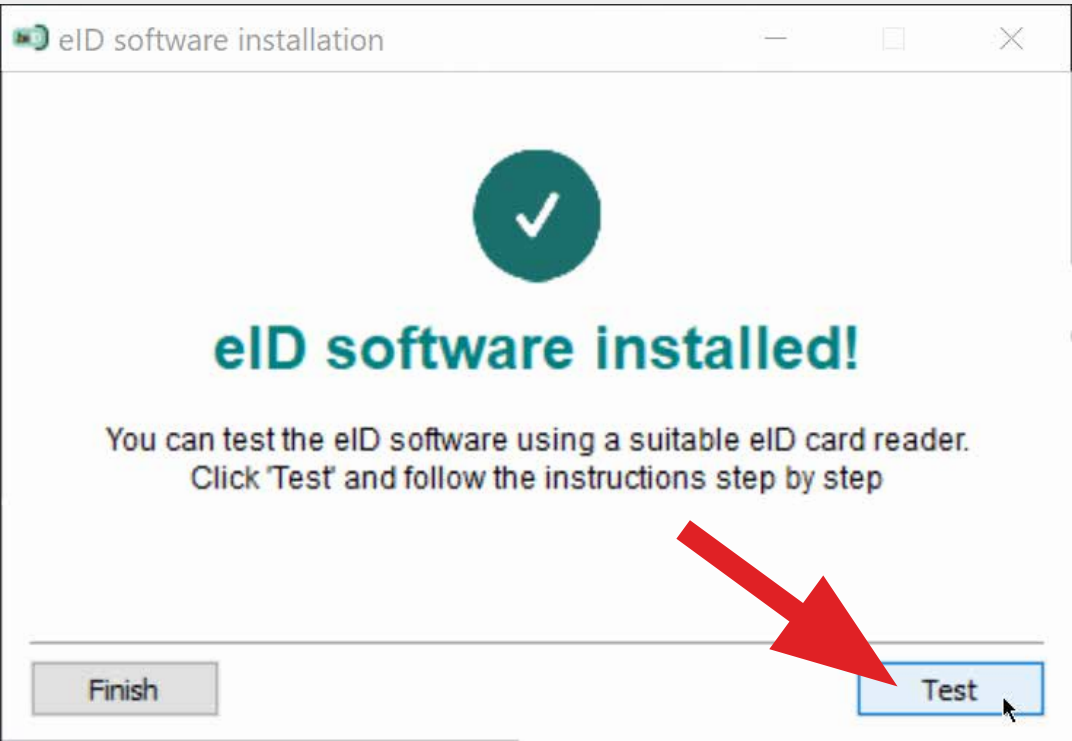 eID software installation
eID software installed!
You can test the eID software using a suitable eID card reader.
Click 'Test' and follow the instructions step by step
Finish
Test